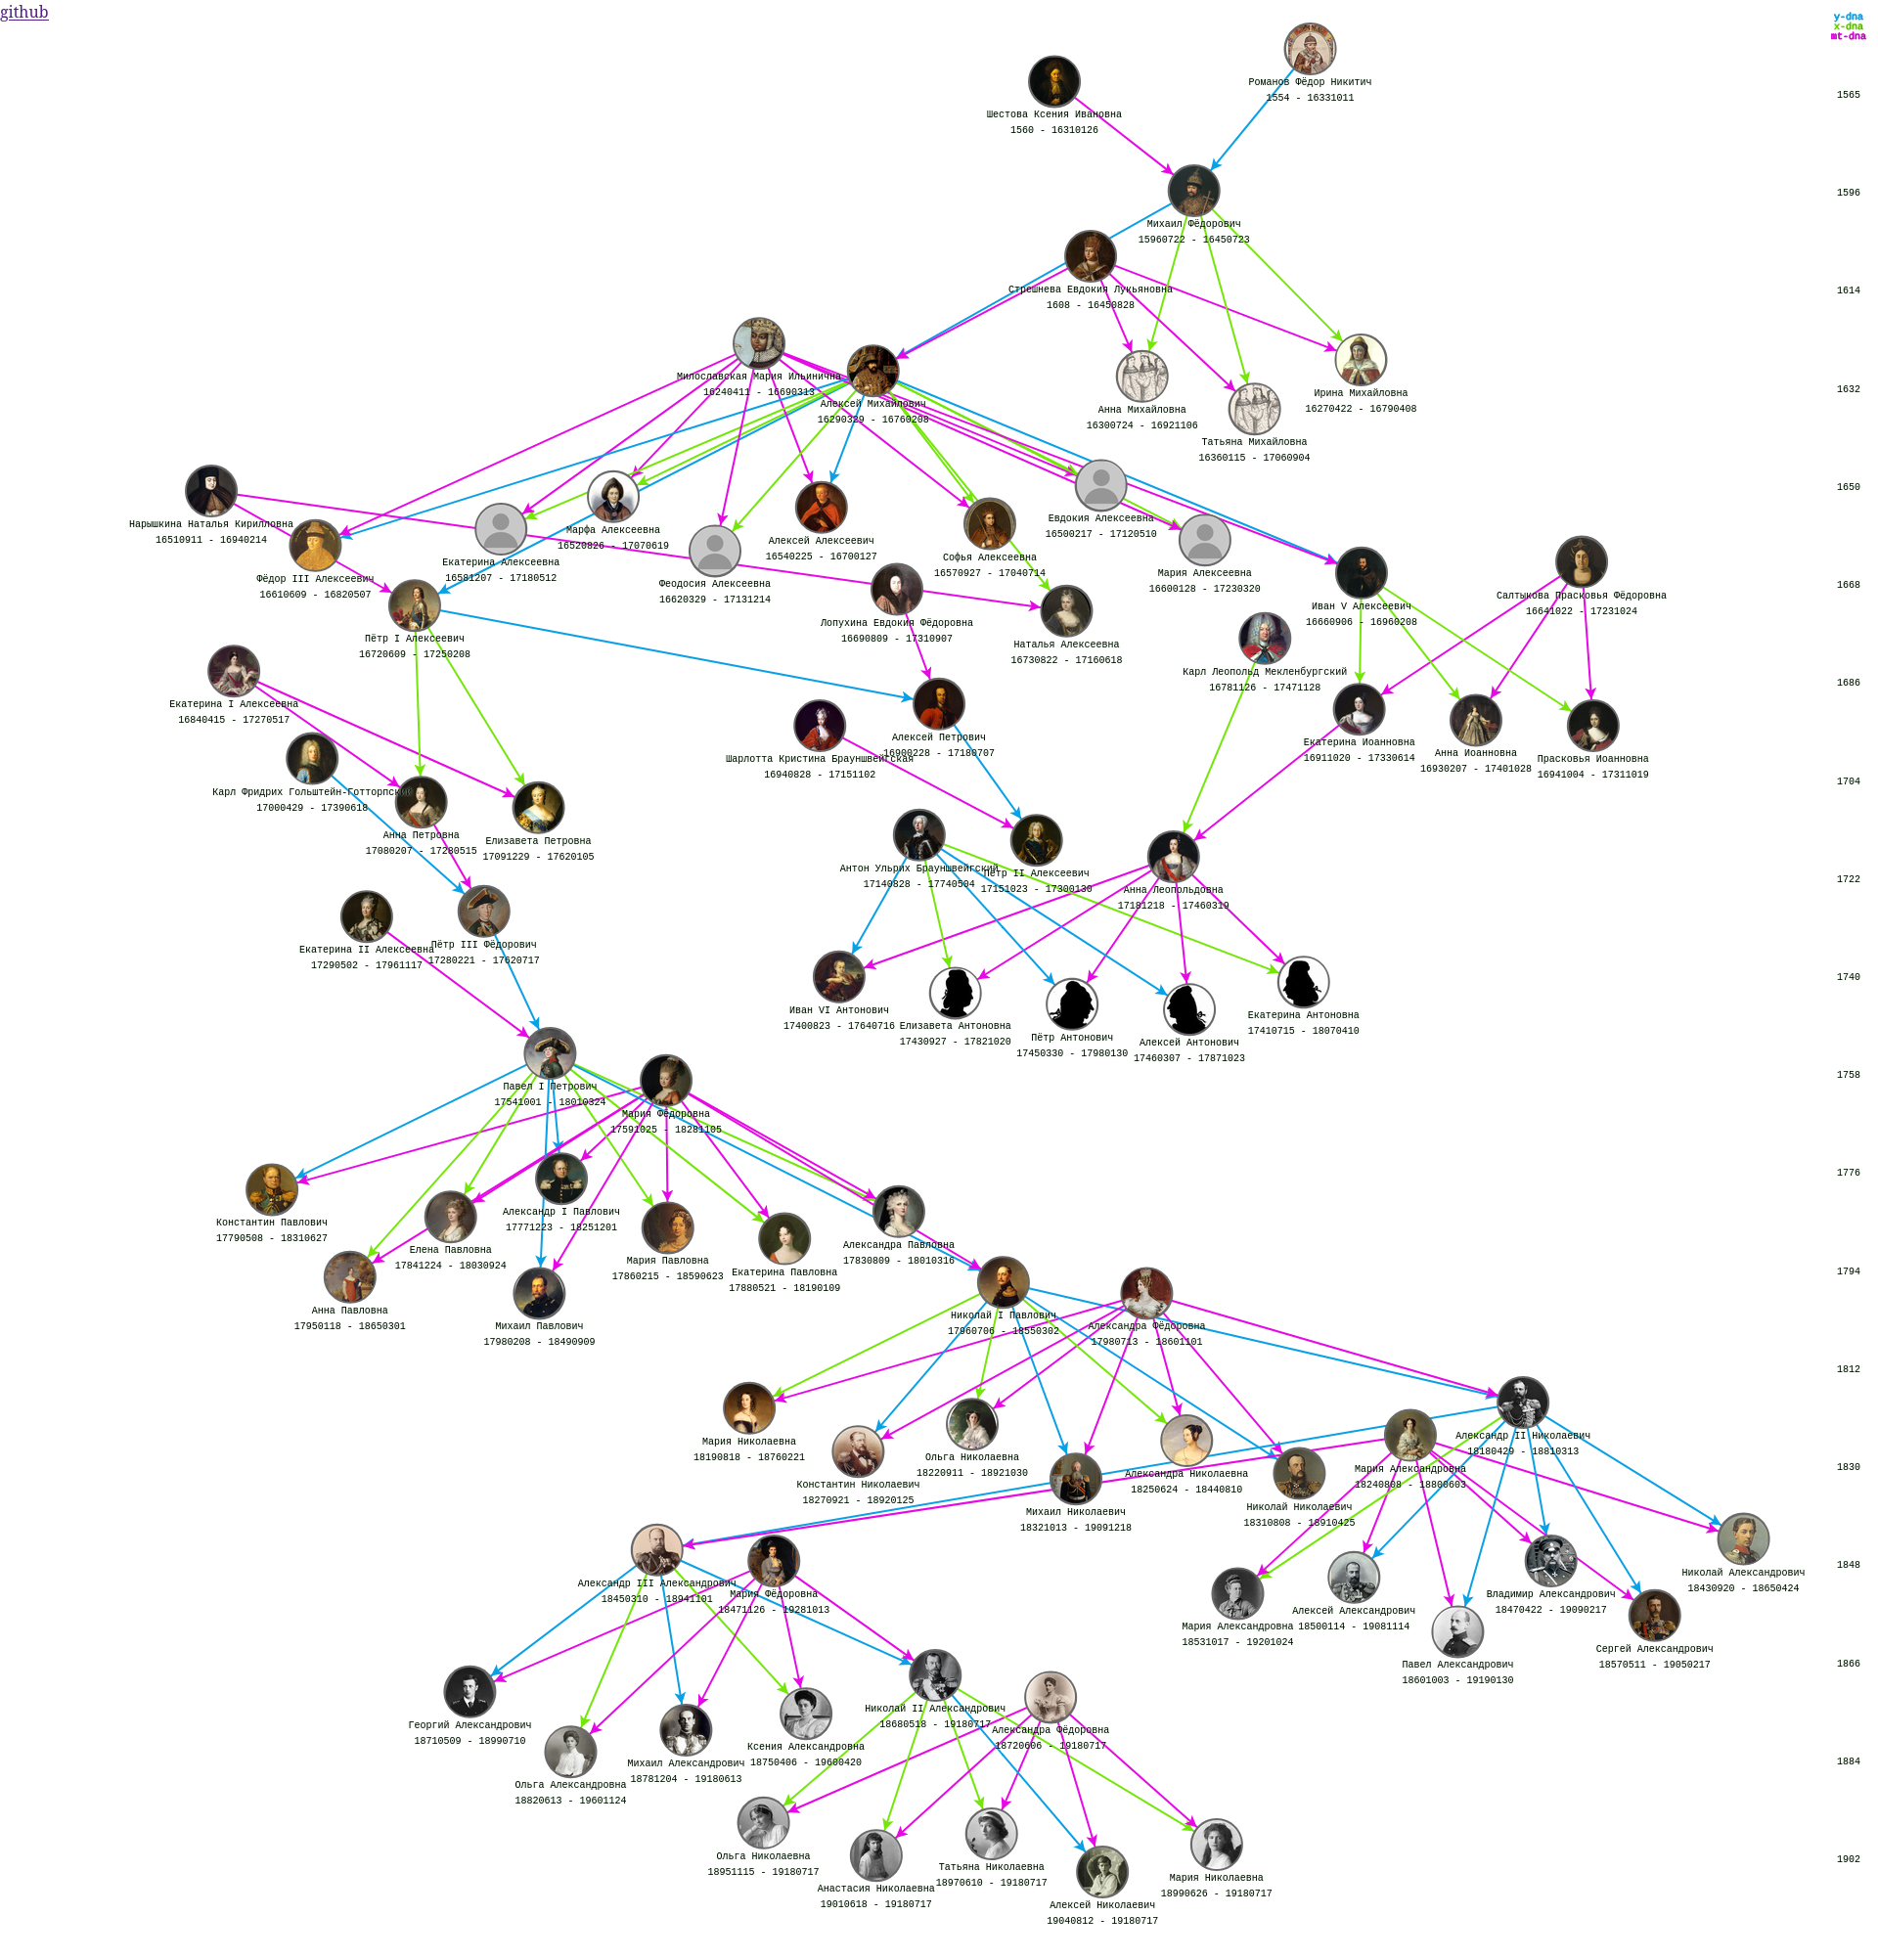 github
y-dna
x-dna
mt-dna
Романов Фёдор Никитич
1554 - 16331011
1565
Шестова Ксения Ивановна
1560 - 16310126
1596
Михаил Фёдорович
15960722 - 16450723
Стрешнева Евдокия Лукьяновна
1608 - 16450828
1614
Милославская Мария Ильинична
16240411 - 16690313
Алексей Михайлович
16290329 - 16760208
Ирина Михайловна
16270422 - 16790408
1632
Анна Михайловна
16300724 - 16921106
Татьяна Михайловна
16360115 - 17060904
1650
Нарышкина Наталья Кирилловна
16510911 - 16940214
Марфа Алексеевна
16520826 - 17070619
Алексей Алексеевич
16540225 - 16700127
Евдокия Алексеевна
16500217 - 17120510
Екатерина Алексеевна
16581207 - 17180512
Софья Алексеевна
16570927 - 17040714
Мария Алексеевна
16600128 - 17230320
Фёдор III Алексеевич
16610609 - 16820507
Феодосия Алексеевна
16620329 - 17131214
1668
Салтыкова Прасковья Фёдоровна
16641022 - 17231024
Иван V Алексеевич
16660906 - 16960208
Лопухина Евдокия Фёдоровна
16690809 - 17310907
Пётр I Алексеевич
16720609 - 17250208
Наталья Алексеевна
16730822 - 17160618
Карл Леопольд Мекленбургский
16781126 - 17471128
1686
Екатерина I Алексеевна
16840415 - 17270517
Алексей Петрович
16900228 - 17180707
Екатерина Иоанновна
16911020 - 17330614
Анна Иоанновна
16930207 - 17401028
Прасковья Иоанновна
16941004 - 17311019
Шарлотта Кристина Брауншвейгская
16940828 - 17151102
1704
Карл Фридрих Гольштейн-Готторпский
17000429 - 17390618
Анна Петровна
17080207 - 17280515
Елизавета Петровна
17091229 - 17620105
Антон Ульрих Брауншвейгский
17140828 - 17740504
Пётр II Алексеевич
17151023 - 17300130
Анна Леопольдовна
17181218 - 17460319
1722
Екатерина II Алексеевна
17290502 - 17961117
Пётр III Фёдорович
17280221 - 17620717
1740
Иван VI Антонович
17400823 - 17640716
Елизавета Антоновна
17430927 - 17821020
Пётр Антонович
17450330 - 17980130
Алексей Антонович
17460307 - 17871023
Екатерина Антоновна
17410715 - 18070410
1758
Павел I Петрович
17541001 - 18010324
Мария Фёдоровна
17591025 - 18281105
1776
Константин Павлович
17790508 - 18310627
Александр I Павлович
17771223 - 18251201
Елена Павловна
17841224 - 18030924
Мария Павловна
17860215 - 18590623
Екатерина Павловна
17880521 - 18190109
Александра Павловна
17830809 - 18010316
1794
Анна Павловна
17950118 - 18650301
Михаил Павлович
17980208 - 18490909
Николай I Павлович
17960706 - 18550302
Александра Фёдоровна
17980713 - 18601101
1812
Мария Николаевна
18190818 - 18760221
Константин Николаевич
18270921 - 18920125
Ольга Николаевна
18220911 - 18921030
Михаил Николаевич
18321013 - 19091218
Александра Николаевна
18250624 - 18440810
Николай Николаевич
18310808 - 18910425
Александр II Николаевич
18180429 - 18810313
Мария Александровна
18240808 - 18800603
1830
1848
Александр III Александрович
18450310 - 18941101
Мария Фёдоровна
18471126 - 19281013
Мария Александровна
18531017 - 19201024
Алексей Александрович
18500114 - 19081114
Павел Александрович
18601003 - 19190130
Владимир Александрович
18470422 - 19090217
Сергей Александрович
18570511 - 19050217
Николай Александрович
18430920 - 18650424
1866
Георгий Александрович
18710509 - 18990710
Ольга Александровна
18820613 - 19601124
Михаил Александрович
18781204 - 19180613
Ксения Александровна
18750406 - 19600420
Николай II Александрович
18680518 - 19180717
Александра Фёдоровна
18720606 - 19180717
1884
Ольга Николаевна
18951115 - 19180717
Анастасия Николаевна
19010618 - 19180717
Татьяна Николаевна
18970610 - 19180717
Алексей Николаевич
19040812 - 19180717
Мария Николаевна
18990626 - 19180717
1902